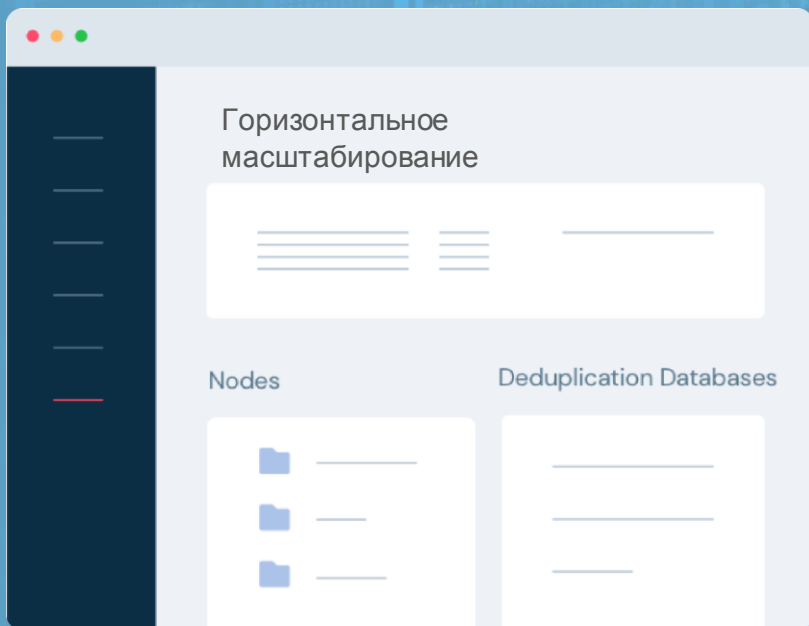 Горизонтальное
масштабирование
Nodes
Deduplication Databases